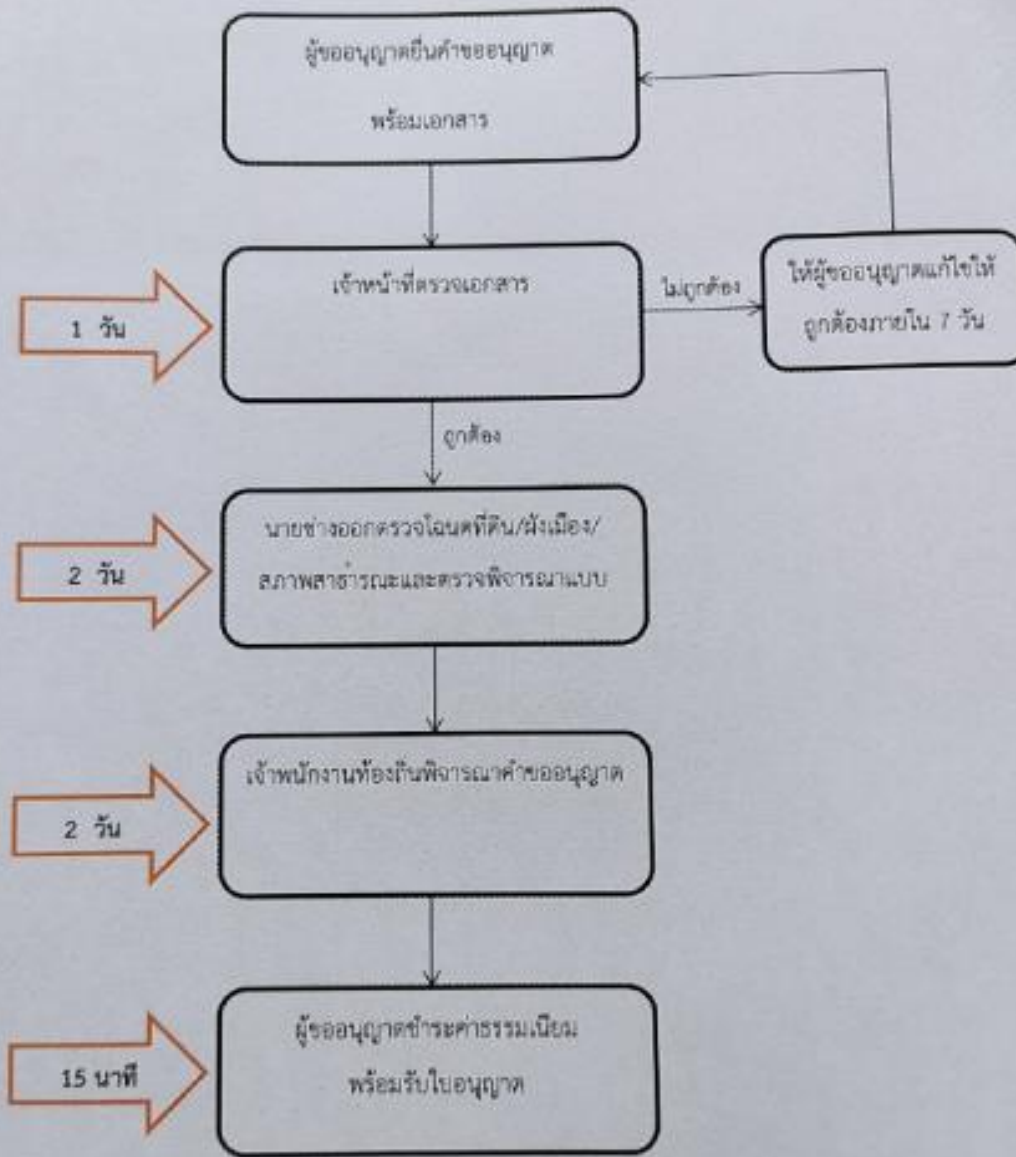 ผู้ขออนุญาตยื่นคำขออนุญาต
พร้อมเอกสาร
1 วัน
เจ้าหน้าที่ตรวจเอกสาร
ไม่ถูกต้อง
ให้ผู้ขออนุญาตแก้ไขให้
ถูกต้องภายใน 7 วัน
ถูกต้อง
2 วัน
นายช่างออกตรวจโฉนดที่ดิน/ผังเมือง/
สภาพสาธารณะและตรวจพิจารณาแบบ
2 วัน
เจ้าพนักงานท้องถิ่นพิจารณาคำขออนุญาต
15 นาที
ผู้ขออนุญาตชำระค่าธรรมเนียม
พร้อมรับใบอนุญาต